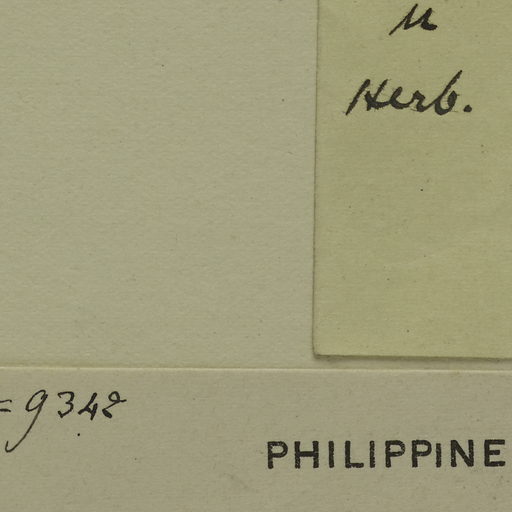 u
Herb.
= 9342
PHILIPPINE